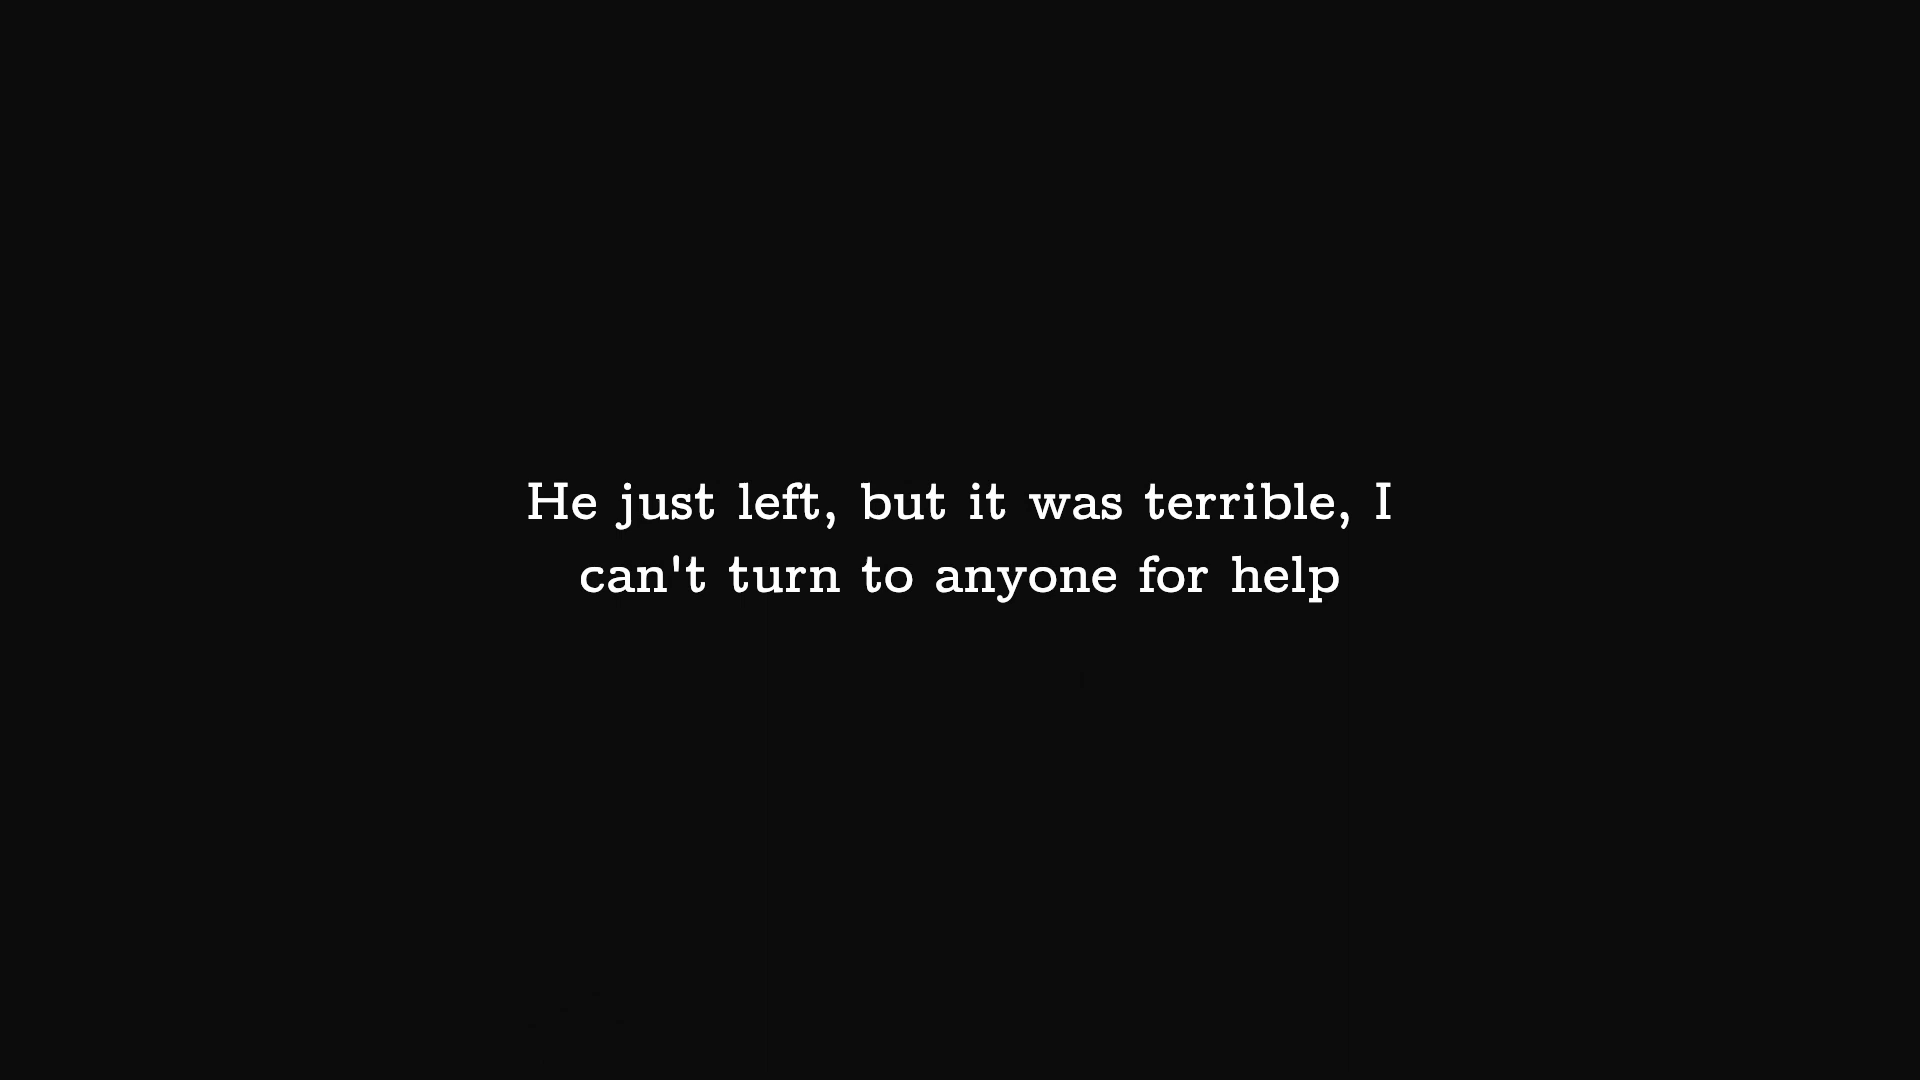 He just left, but it was terrible, I
can't turn to anyone for help